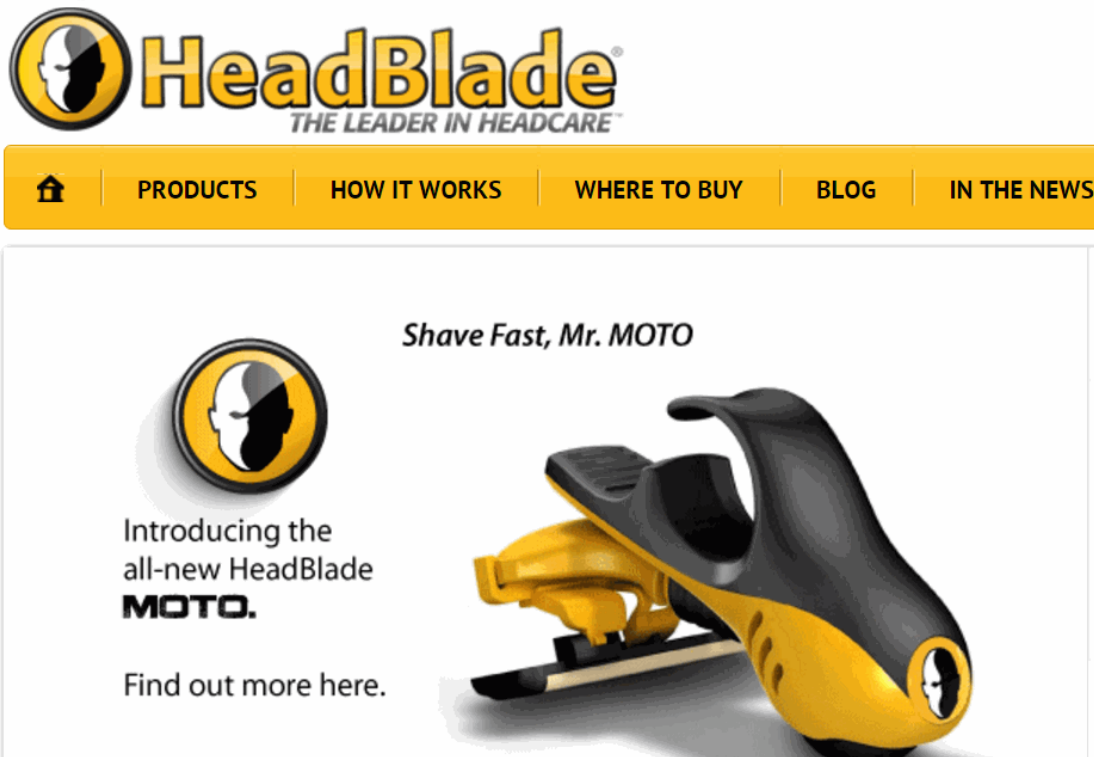 HeadBlade®
THE LEADER IN HEADCARE™
PRODUCTS
HOW IT WORKS
WHERE TO BUY
BLOG
IN THE NEWS
Shave Fast, Mr. MOTO
Introducing the
all-new HeadBlade
MOTO.
Find out more here.